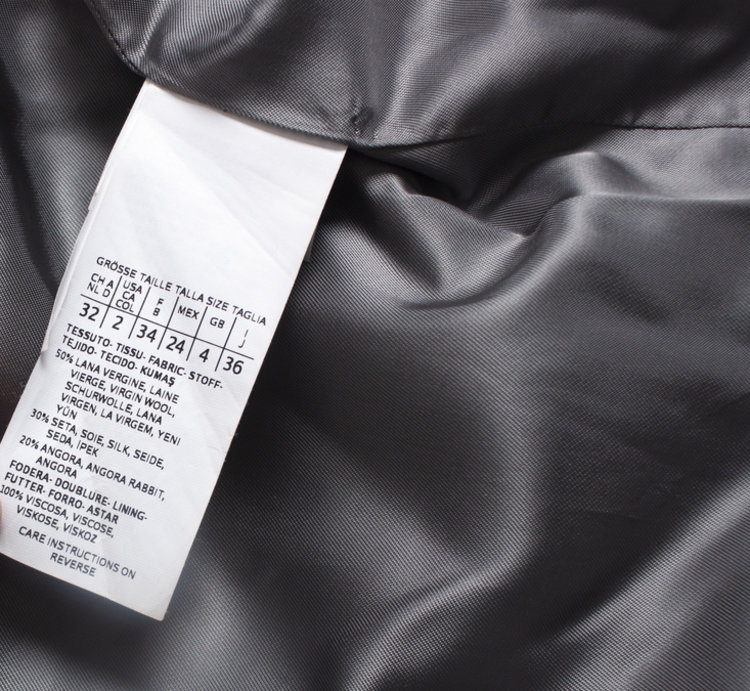 GRÖSSE TAILLE TALLA SIZE TAGLIA
CH A USA F MEX GB I
NL D CA B J
COL
32 2 34 24 4 36
TESSUTO- TISSU- FABRIC- STOFF-
TEJIDO- TECIDO- KUMAŞ
50% LANA VERGINE, LAINE
VIERGE, VIRGIN WOOL,
SCHURWOLLE, LANA
VIRGEN, LA VIRGEM, YENI
YÜN
30% SETA, SOIE, SILK, SEIDE,
SEDA, İPEK
20% ANGORA, ANGORA RABBIT,
ANGORA
FODERA- DOUBLURE- LINING-
FUTTER- FORRO- ASTAR
100% VISCOSA, VISCOSE,
VISKOSE, VİSKOZ
CARE INSTRUCTIONS ON
REVERSE